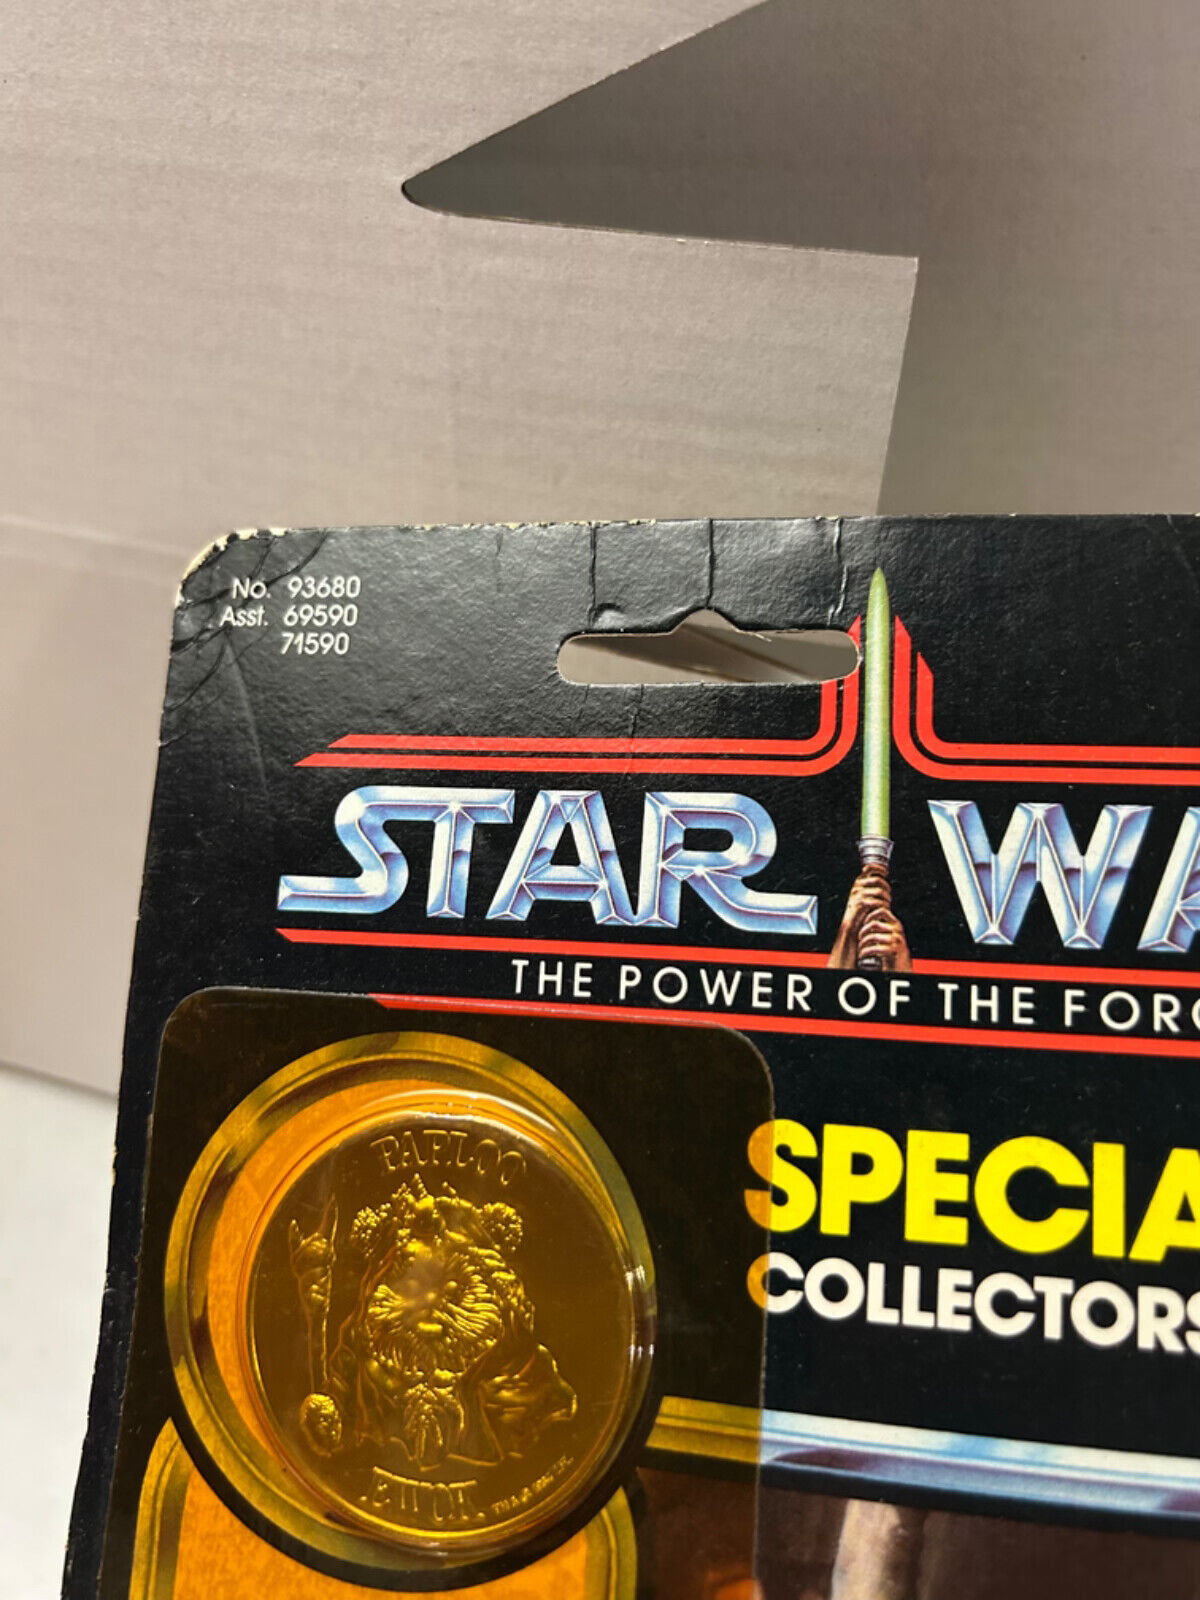 No. 93680
Asst. 69590
71590
STAR WA
THE POWER OF THE FORC
SPECIA
COLLECTORS
PAPLOO
EWOK